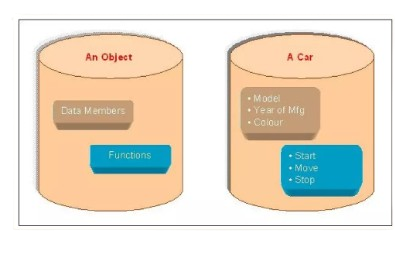 An Object
Data Members
Functions
A Car
• Model
• Year of Mfg
• Colour
• Start
• Move
• Stop